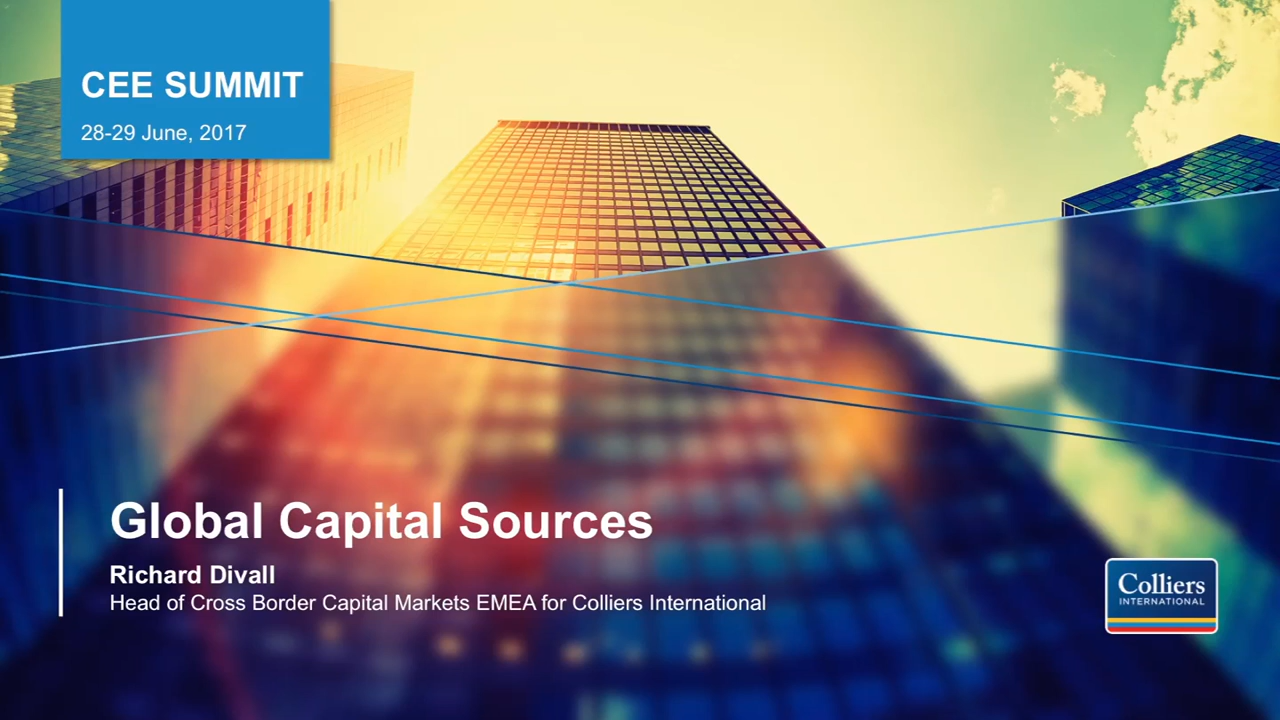 CEE SUMMIT
28-29 June, 2017
Global Capital Sources
Richard Divall
Head of Cross Border Capital Markets EMEA for Colliers International
Colliers
INTERNATIONAL